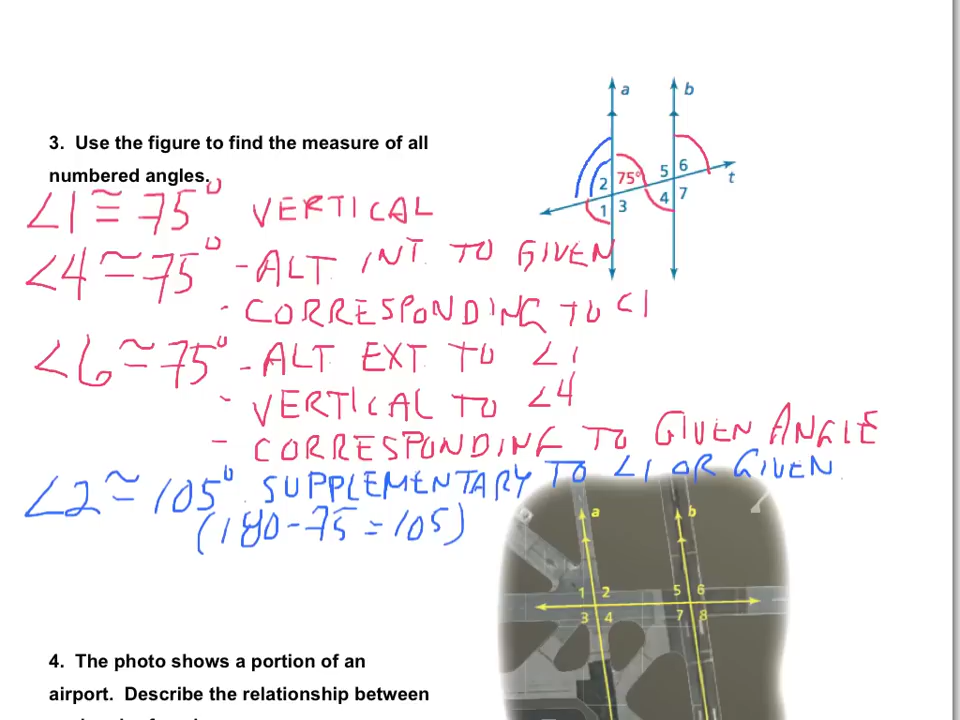 a b
3. Use the figure to find the measure of all
numbered angles.
2 75° 5 6 t
1 3 4 7
∠1 ≅ 75° VERTICAL
∠4 ≅ 75° - ALT INT. TO GIVEN
- CORRESPONDING TO <1
∠6 ≅ 75° - ALT EXT. TO ∠1
- VERTICAL TO ∠4
- CORRESPONDING TO GIVEN ANGLE
∠2 ≅ 105° SUPPLEMENTARY TO ∠1 OR GIVEN
(180-75=105)
a b
1 2 5 6
3 4 7 8
4. The photo shows a portion of an
airport. Describe the relationship between